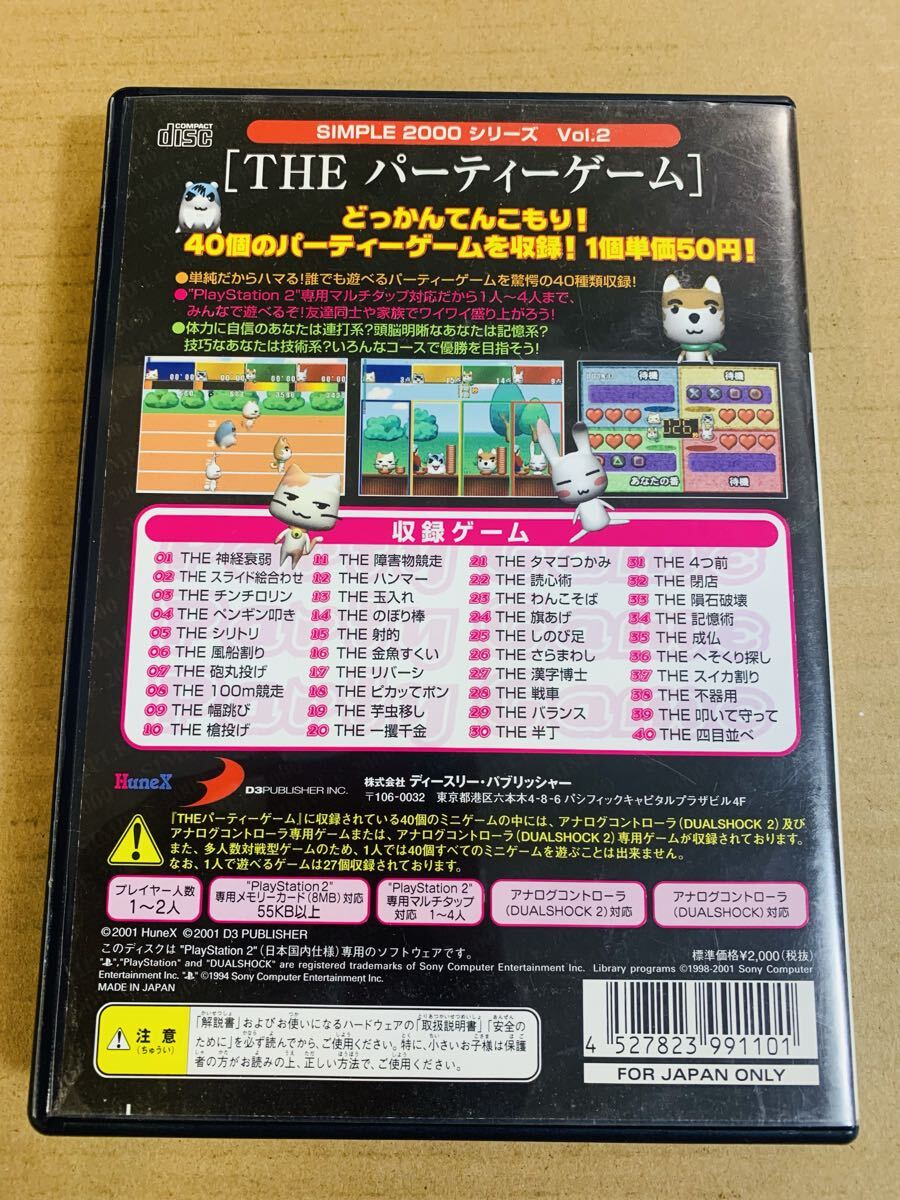 COMPACT
disc
SIMPLE 2000 シリーズ Vol.2
[THE パーティーゲーム]
どっかんてんこもり!
40個のパーティーゲームを収録! 1個単価50円!
●単純だからハマる!誰でも遊べるパーティーゲームを驚愕の40種類収録!
●"PlayStation 2"専用マルチタップ対応だから1人〜4人まで、
みんなで遊べるぞ!友達同士や家族でワイワイ盛り上がろう!
●体力に自信のあなたは連打系?頭脳明晰なあなたは記憶系?
技巧なあなたは技術系?いろんなコースで優勝を目指そう!
待機
待機
026
あなたの番
待機
収録ゲーム
01 THE 神経衰弱
02 THE スライド絵合わせ
03 THE チンチロリン
04 THE ペンギン叩き
05 THE シリトリ
06 THE 風船割り
07 THE 砲丸投げ
08 THE 100m競走
09 THE 幅跳び
10 THE 槍投げ
11 THE 障害物競走
12 THE ハンマー
13 THE 玉入れ
14 THE のぼり棒
15 THE 射的
16 THE 金魚すくい
17 THE リバーシ
18 THE ピカッてポン
19 THE 芋虫移し
20 THE 一攫千金
21 THE タマゴつかみ
22 THE 読心術
23 THE わんこそば
24 THE 旗あげ
25 THE しのび足
26 THE さらまわし
27 THE 漢字博士
28 THE 戦車
29 THE バランス
30 THE 半丁
31 THE 4つ前
32 THE 閉店
33 THE 隕石破壊
34 THE 記憶術
35 THE 成仏
36 THE へそくり探し
37 THE スイカ割り
38 THE 不器用
39 THE 叩いて守って
40 THE 四目並べ
HuneX
D3PUBLISHER INC.
株式会社 ディースリー・パブリッシャー
〒106-0032 東京都港区六本木4-8-6 パシフィックキャピタルプラザビル4F
『THEパーティーゲーム』に収録されている40個のミニゲームの中には、アナログコントローラ(DUALSHOCK 2)及び
アナログコントローラ専用ゲームまたは、アナログコントローラ(DUALSHOCK 2)専用ゲームが収録されております。
また、多人数対戦型ゲームのため、1人では40個すべてのミニゲームを遊ぶことは出来ません。
なお、1人で遊べるゲームは27個収録されております。
プレイヤー人数
1〜2人
"PlayStation 2"
専用メモリーカード(8MB)対応
55KB以上
"PlayStation 2"
専用マルチタップ
対応 1〜4人
アナログコントローラ
(DUALSHOCK 2)対応
アナログコントローラ
(DUALSHOCK)対応
©2001 HuneX ©2001 D3 PUBLISHER
このディスクは "PlayStation 2"(日本国内仕様)専用のソフトウェアです。
標準価格¥2,000(税抜)
"PS","PlayStation" and "DUALSHOCK" are registered trademarks of Sony Computer Entertainment Inc. Library programs ©1998-2001 Sony Computer
Entertainment Inc. "PS" ©1994 Sony Computer Entertainment Inc.
MADE IN JAPAN
注意
(ちゅうい)
「解説書」およびお使いになるハードウェアの「取扱説明書」「安全の
ために」を必ず読んでから、ご使用ください。特に、小さいお子様は保護
者の方がお読みの上、正しい方法で、ご使用ください。
4 527823 991101
FOR JAPAN ONLY